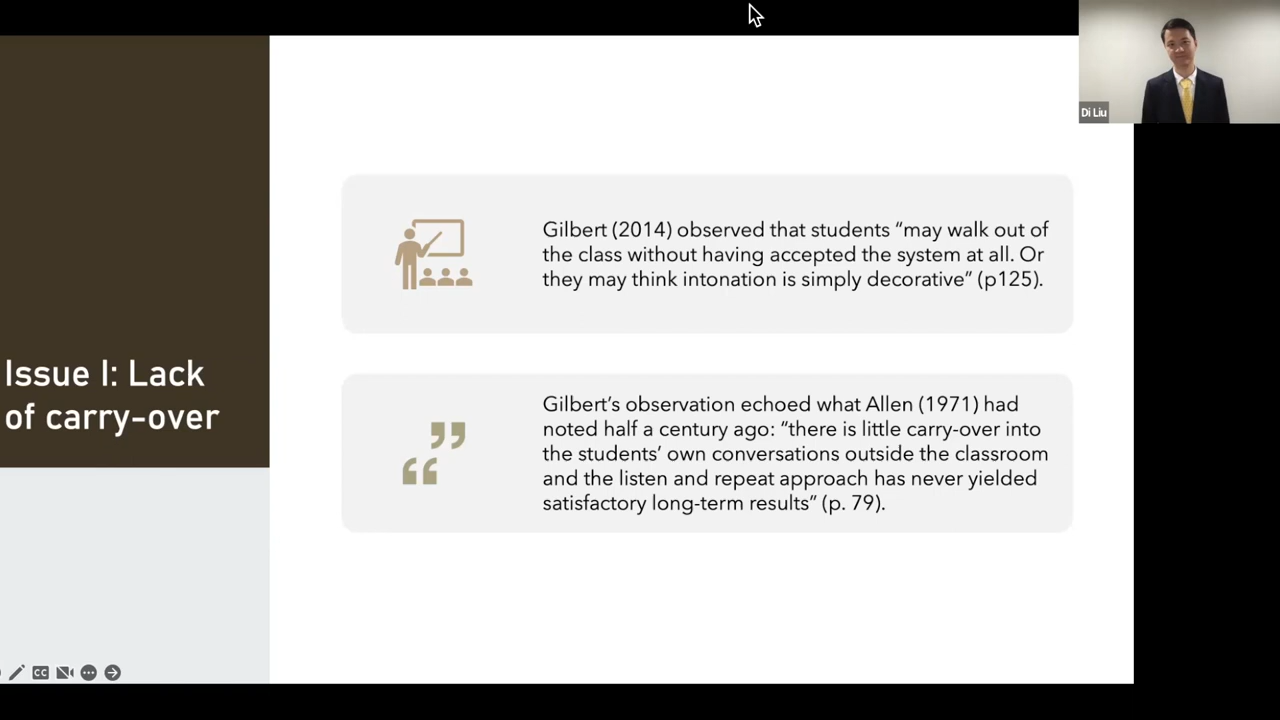 Di Liu
Gilbert (2014) observed that students “may walk out of
the class without having accepted the system at all. Or
they may think intonation is simply decorative” (p125).
Issue I: Lack
of carry-over
Gilbert’s observation echoed what Allen (1971) had
noted half a century ago: “there is little carry-over into
the students’ own conversations outside the classroom
and the listen and repeat approach has never yielded
satisfactory long-term results” (p. 79).
CC